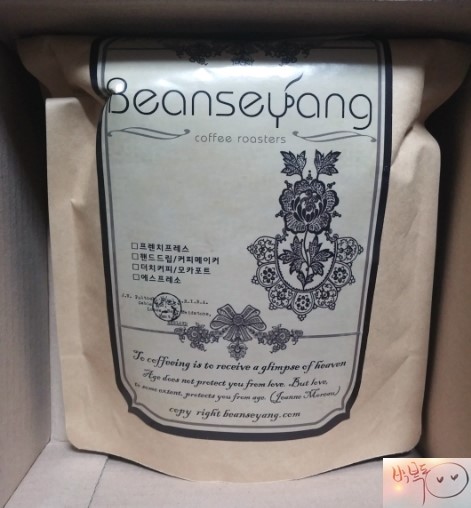 Beanseyang
coffee roasters
□프렌치프레스
□핸드드립/커피메이커
□더치커피/모카포트
□에스프레소
To coffeeing is to receive a glimpse of heaven
Age does not protect you from love. But love,
to some extent, protects you from age. (Jeanne Moreau)
copy right beanseyang.com